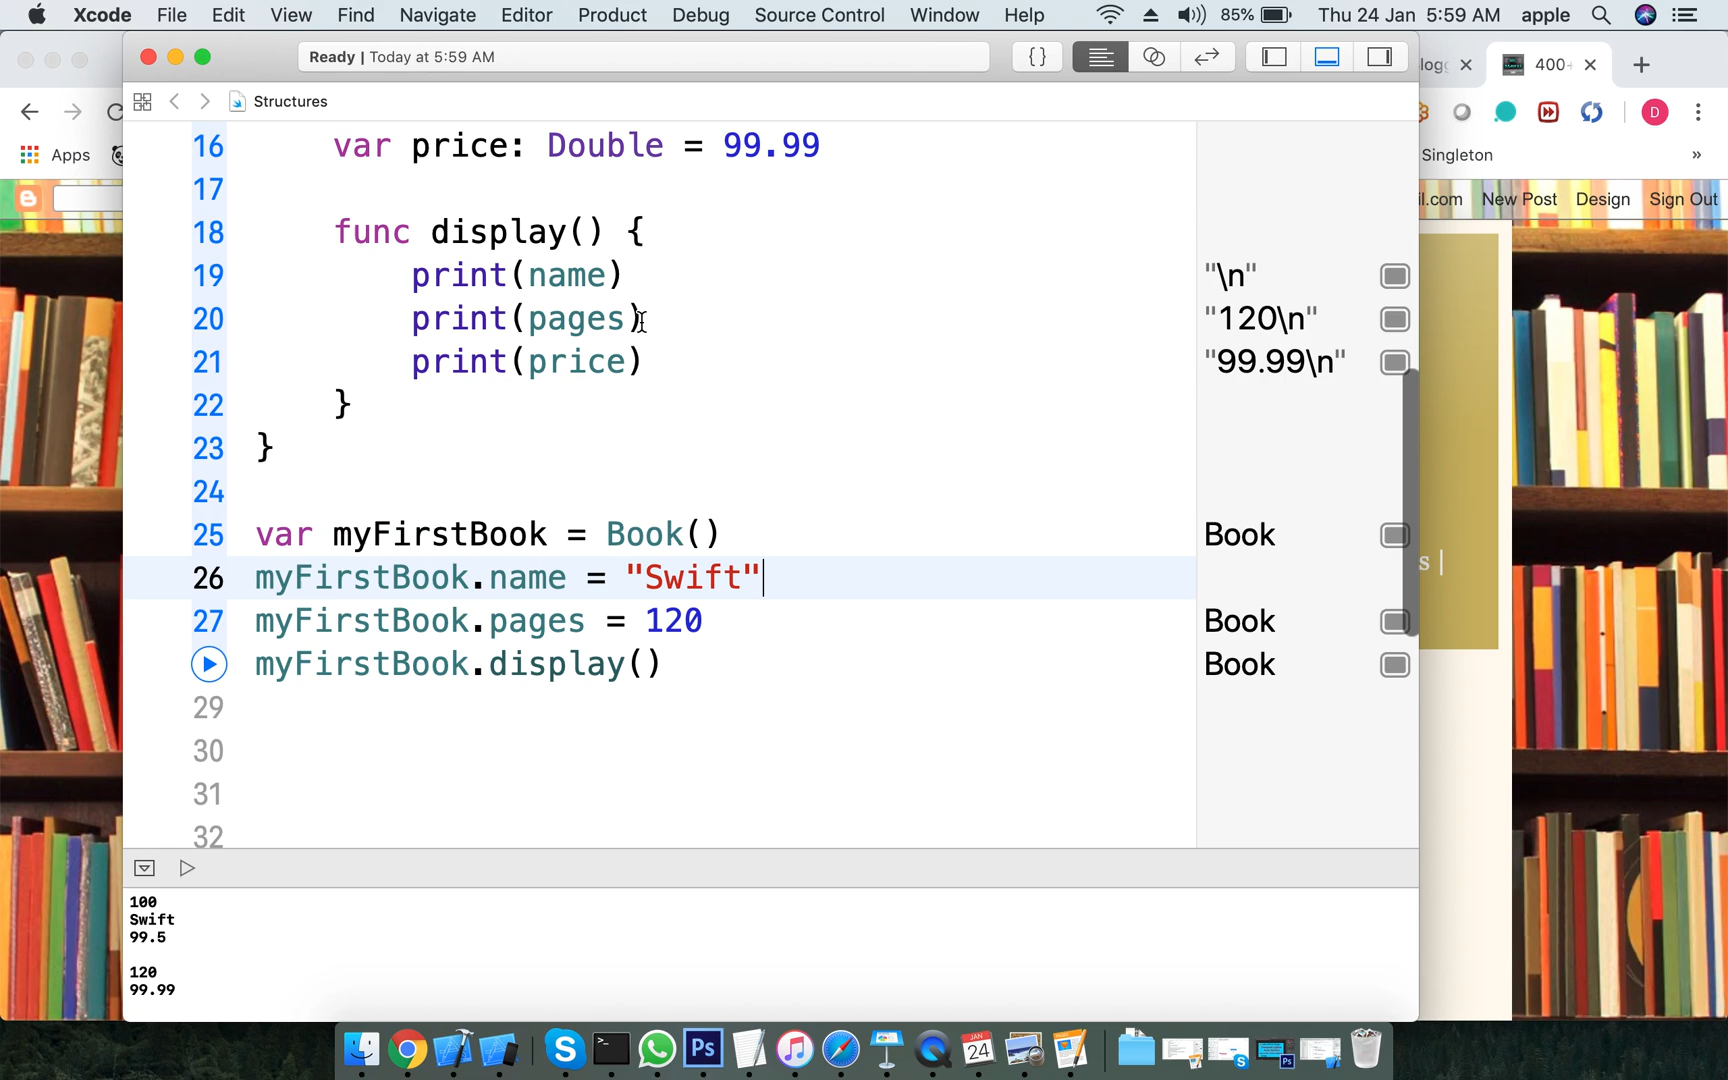 Xcode File Edit View Find Navigate Editor Product Debug Source Control Window Help 85% Thu 24 Jan 5:59 AM apple
Ready | Today at 5:59 AM
400+
Structures
Apps
Singleton
New Post Design Sign Out
16 var price: Double = 99.99
17
18 func display() {
19 print(name) "\n"
20 print(pages) "120\n"
21 print(price) "99.99\n"
22 }
23 }
24
25 var myFirstBook = Book() Book
26 myFirstBook.name = "Swift"
27 myFirstBook.pages = 120 Book
myFirstBook.display() Book
29
30
31
32
100
Swift
99.5
120
99.99
JAN
24
Ps